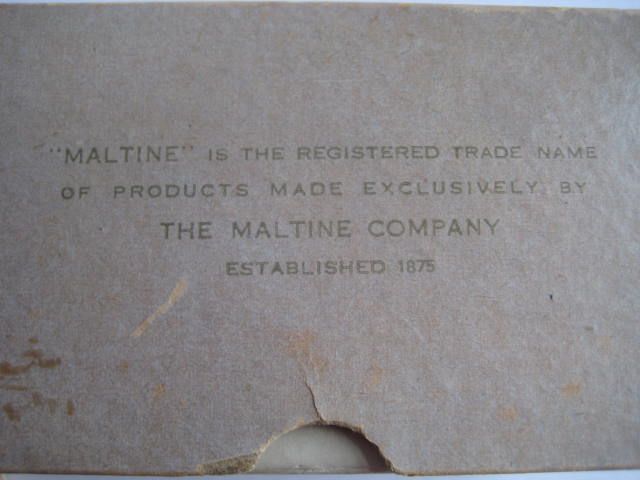 "MALTINE" IS THE REGISTERED TRADE NAME
OF PRODUCTS MADE EXCLUSIVELY BY
THE MALTINE COMPANY
ESTABLISHED 1875